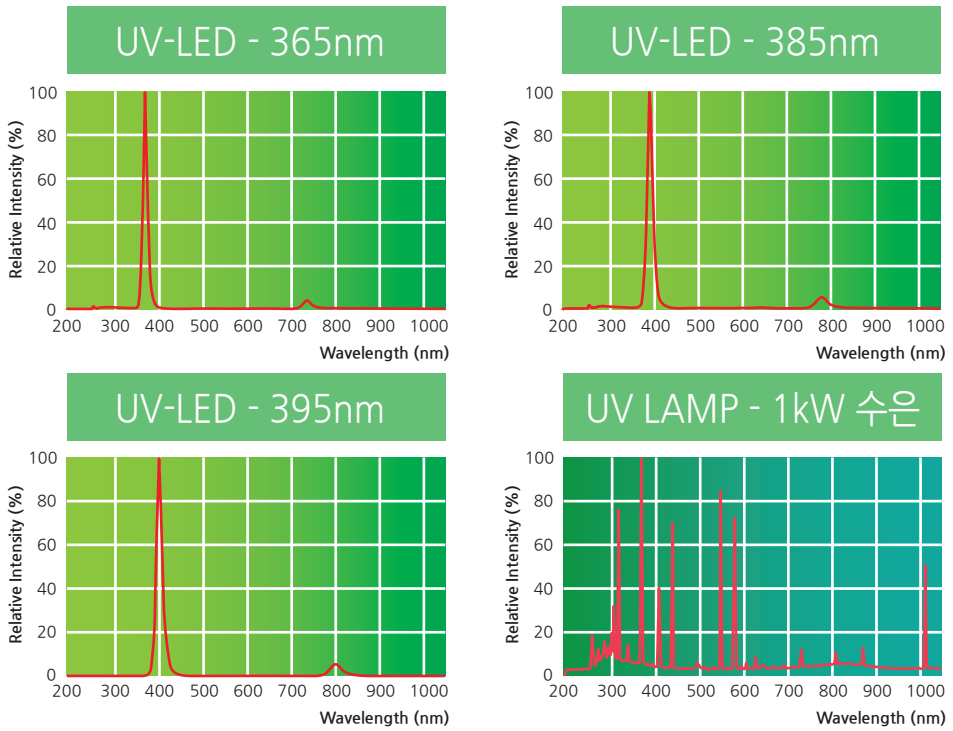 UV-LED - 365nm
Relative Intensity (%)
100
80
60
40
20
0
200 300 400 500 600 700 800 900 1000
Wavelength (nm)
UV-LED - 385nm
Relative Intensity (%)
100
80
60
40
20
0
200 300 400 500 600 700 800 900 1000
Wavelength (nm)
UV-LED - 395nm
Relative Intensity (%)
100
80
60
40
20
0
200 300 400 500 600 700 800 900 1000
Wavelength (nm)
UV LAMP - 1kW 수은
Relative Intensity (%)
100
80
60
40
20
0
200 300 400 500 600 700 800 900 1000
Wavelength (nm)